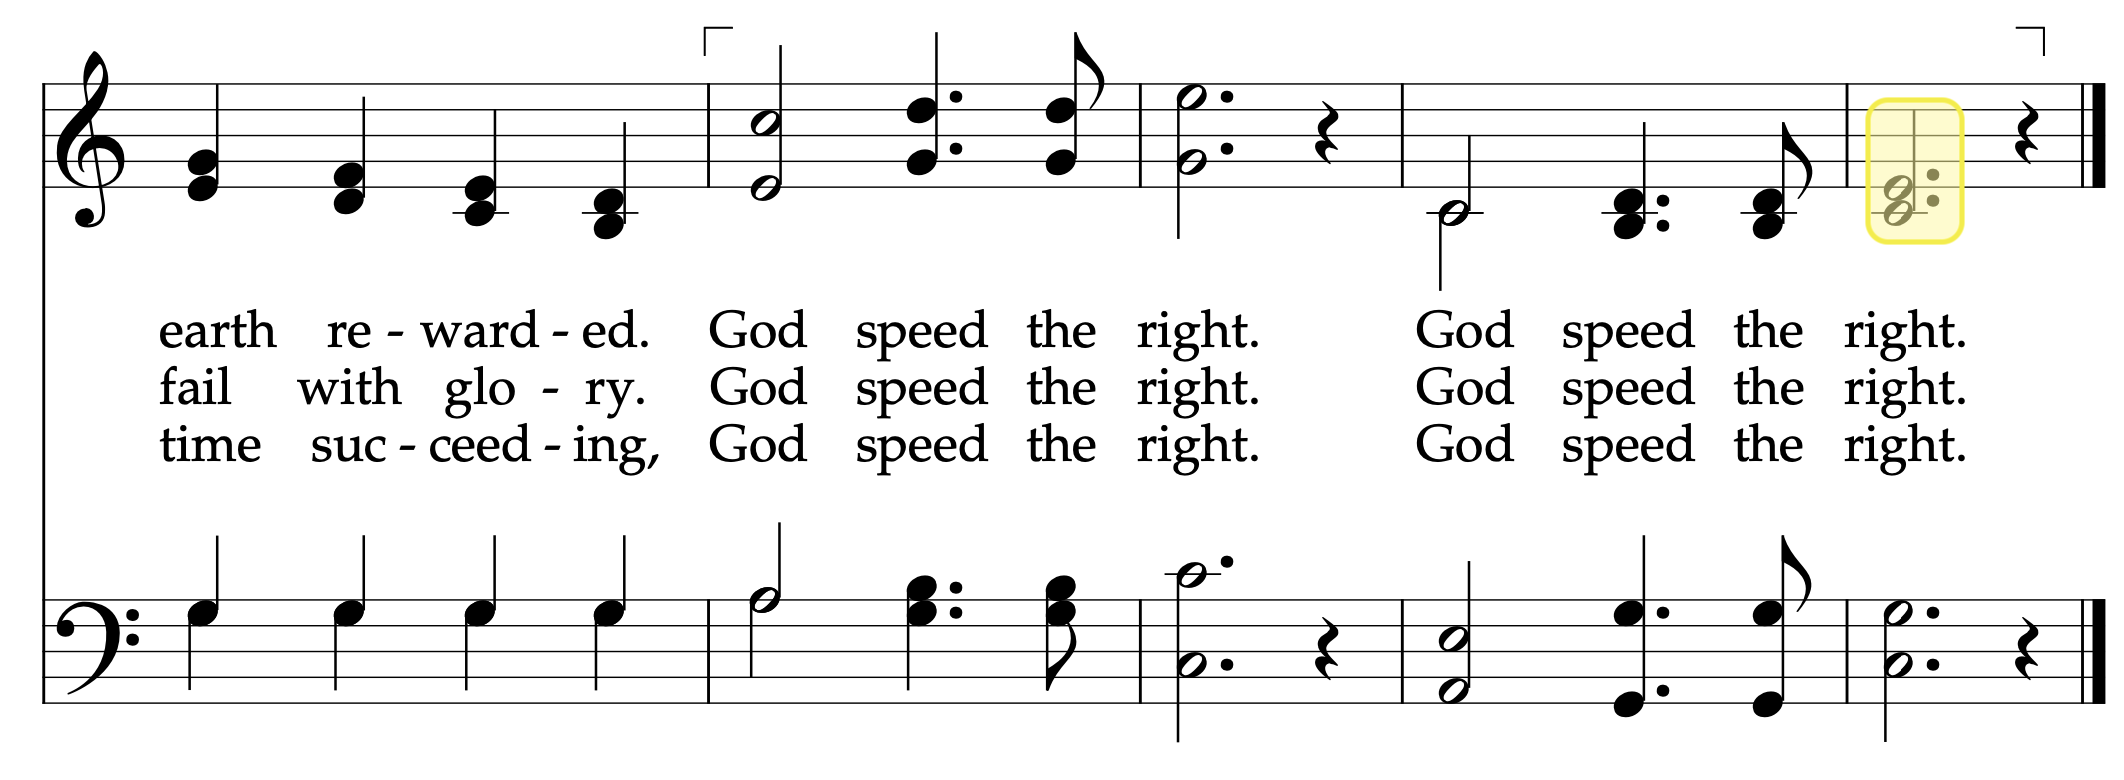 earth re - ward - ed. God speed the right. God speed the right.
fail with glo - ry. God speed the right. God speed the right.
time suc - ceed - ing, God speed the right. God speed the right.